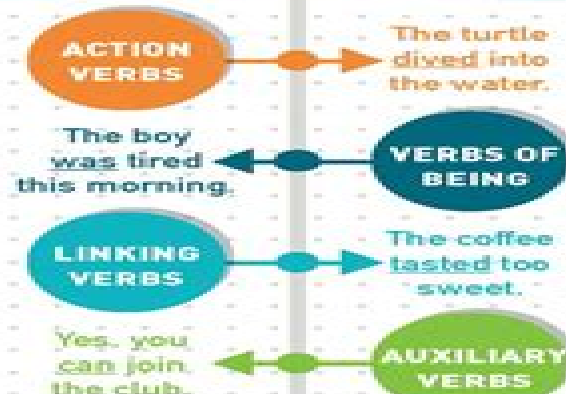 ACTION
VERBS
The turtle
dived into
the water.
The boy
was tired
this morning.
VERBS OF
BEING
LINKING
VERBS
The coffee
tasted too
sweet.
Yes, you
can join
the club.
AUXILIARY
VERBS